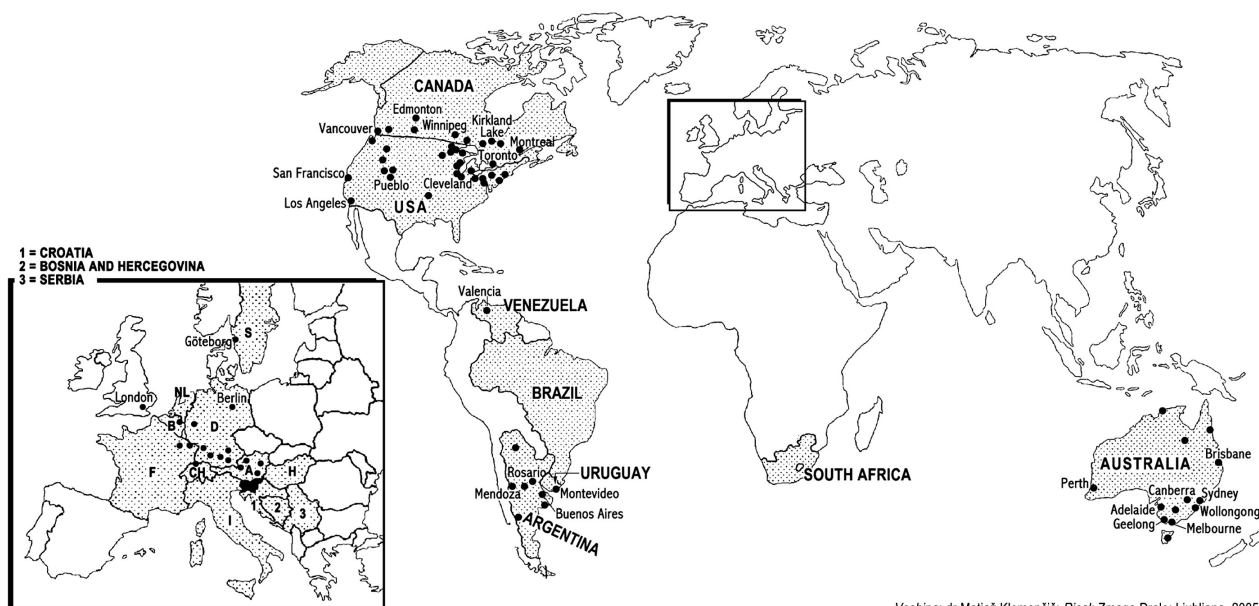 CANADA
Edmonton
Vancouver
Winnipeg
Kirkland
Lake
Montreal
Toronto
San Francisco
Pueblo
Cleveland
Los Angeles
USA
1 = CROATIA
2 = BOSNIA AND HERCEGOVINA
3 = SERBIA
Göteborg
S
London
NL
Berlin
B
D
F
CH
A
H
I
1
2
3
Valencia
VENEZUELA
BRAZIL
Rosario
URUGUAY
Mendoza
Montevideo
Buenos Aires
ARGENTINA
SOUTH AFRICA
AUSTRALIA
Brisbane
Perth
Canberra
Sydney
Adelaide
Wollongong
Geelong
Melbourne